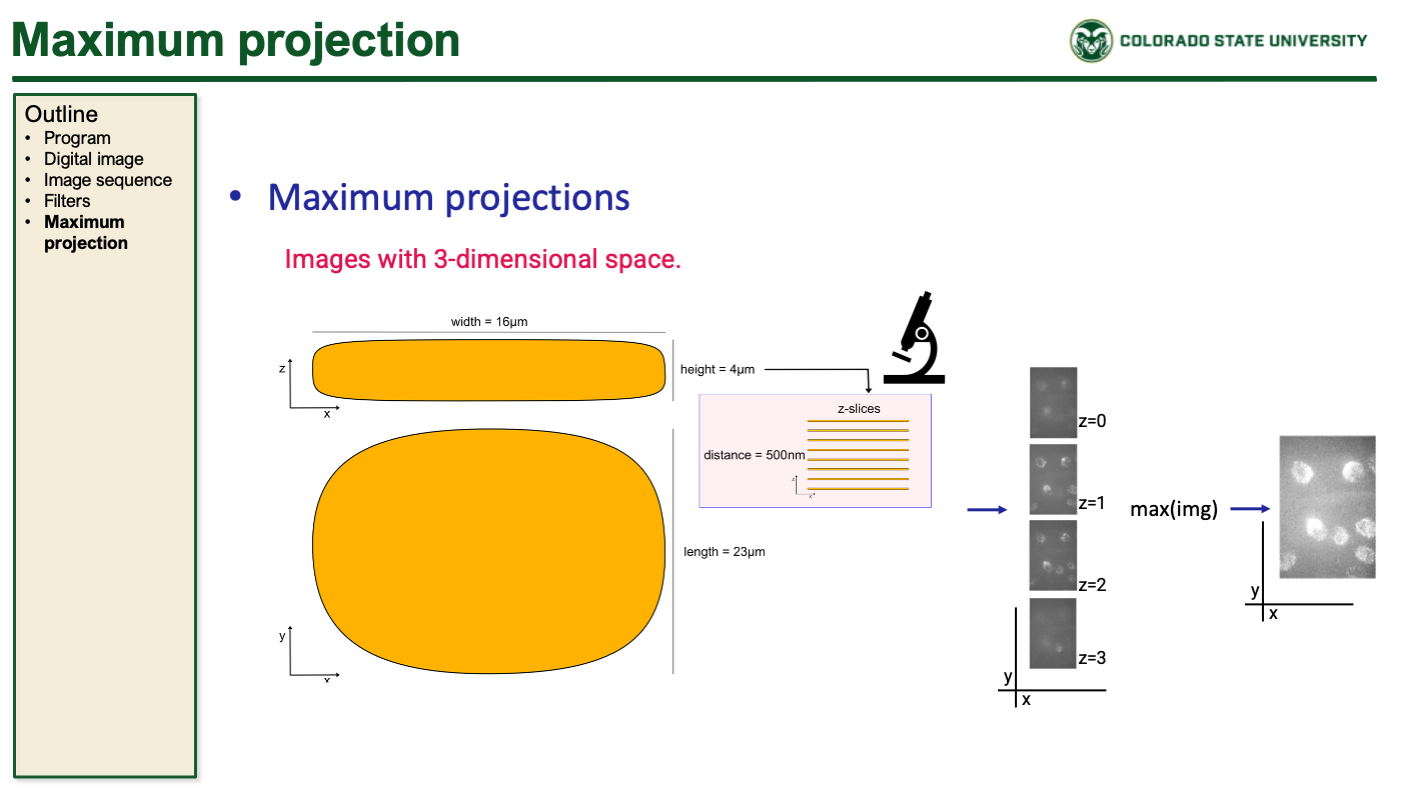 Maximum projection
COLORADO STATE UNIVERSITY
Outline
• Program
• Digital image
• Image sequence
• Filters
• Maximum
projection
• Maximum projections
Images with 3-dimensional space.
width = 16μm
z
x
height = 4μm
z-slices
distance = 500nm
z
x
y
x
length = 23μm
z=0
z=1
z=2
z=3
y
x
max(img)
y
x